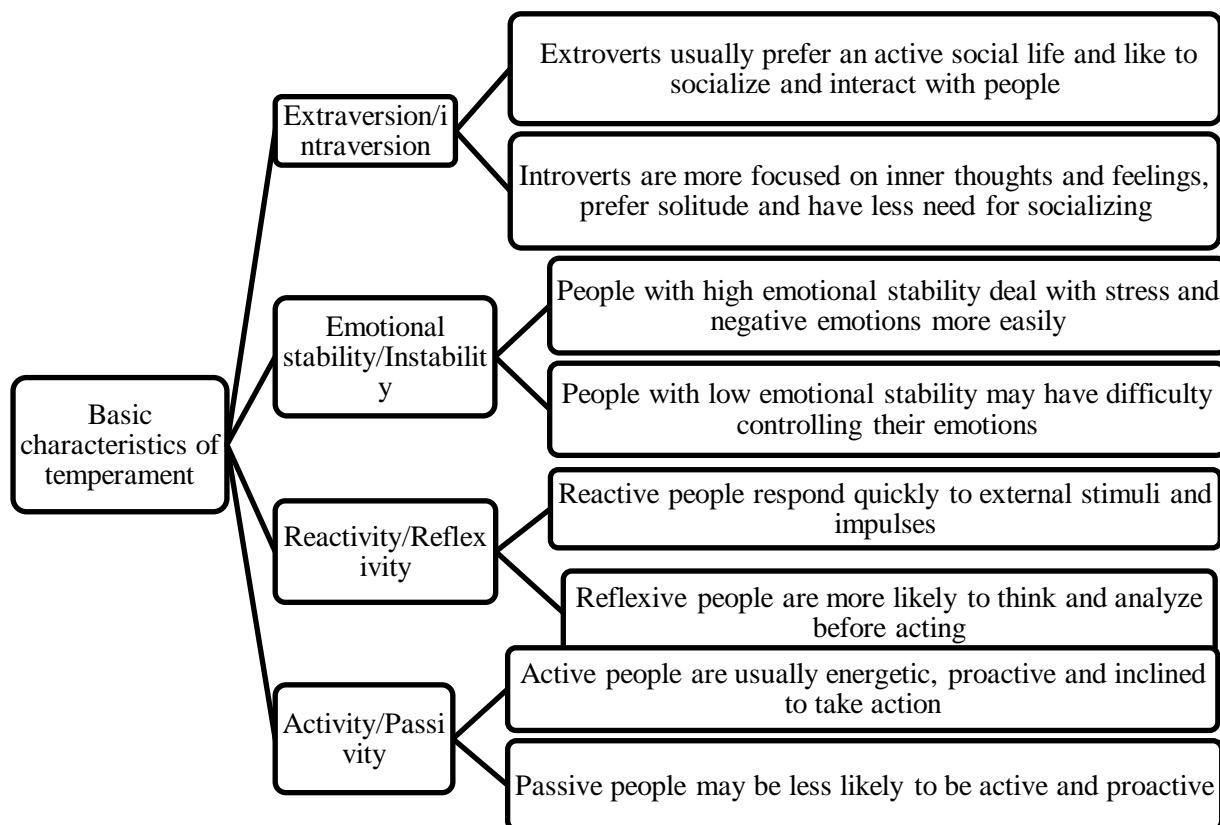 Basic
characteristics of
temperament
Extraversion/i
ntraversion
Extroverts usually prefer an active social life and like to
socialize and interact with people
Introverts are more focused on inner thoughts and feelings,
prefer solitude and have less need for socializing
Emotional
stability/Instabilit
y
People with high emotional stability deal with stress and
negative emotions more easily
People with low emotional stability may have difficulty
controlling their emotions
Reactivity/Reflex
ivity
Reactive people respond quickly to external stimuli and
impulses
Reflexive people are more likely to think and analyze
before acting
Activity/Passi
vity
Active people are usually energetic, proactive and inclined
to take action
Passive people may be less likely to be active and proactive